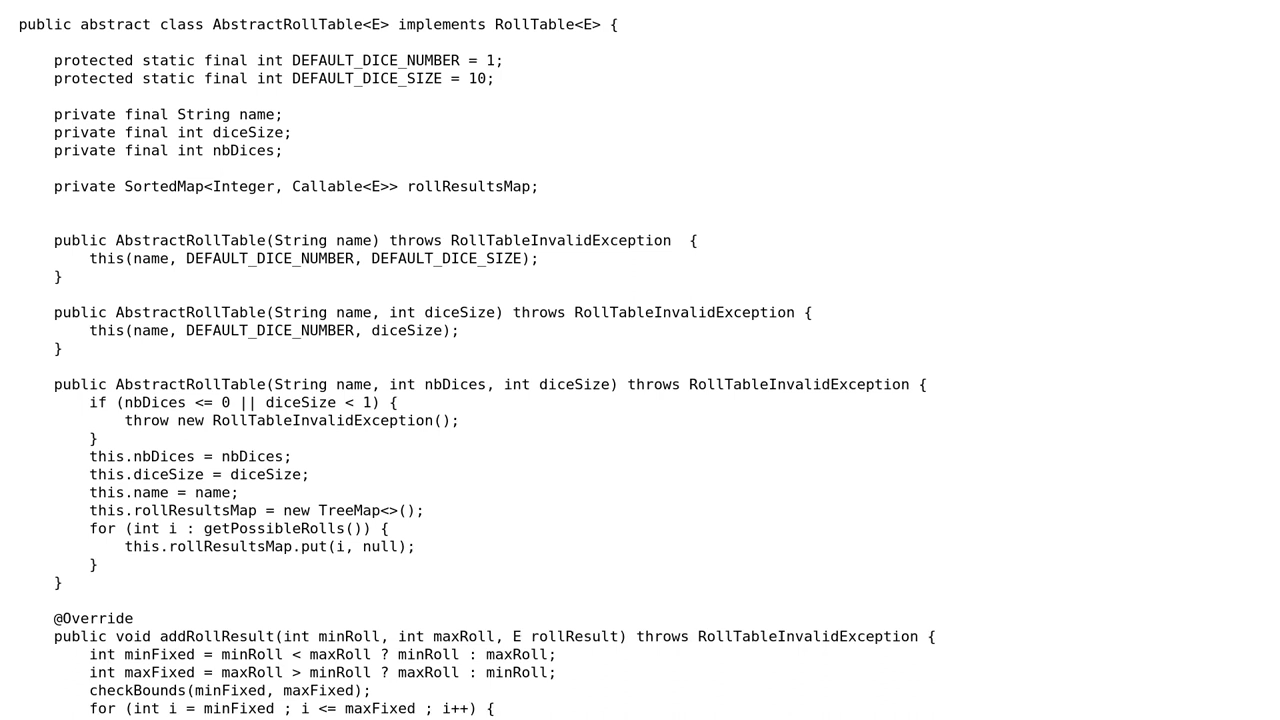 public abstract class AbstractRollTable<E> implements RollTable<E> {
protected static final int DEFAULT_DICE_NUMBER = 1;
protected static final int DEFAULT_DICE_SIZE = 10;
private final String name;
private final int diceSize;
private final int nbDices;
private SortedMap<Integer, Callable<E>> rollResultsMap;
public AbstractRollTable(String name) throws RollTableInvalidException  {
this(name, DEFAULT_DICE_NUMBER, DEFAULT_DICE_SIZE);
}
public AbstractRollTable(String name, int diceSize) throws RollTableInvalidException {
this(name, DEFAULT_DICE_NUMBER, diceSize);
}
public AbstractRollTable(String name, int nbDices, int diceSize) throws RollTableInvalidException {
if (nbDices <= 0 || diceSize < 1) {
throw new RollTableInvalidException();
}
this.nbDices = nbDices;
this.diceSize = diceSize;
this.name = name;
this.rollResultsMap = new TreeMap<>();
for (int i : getPossibleRolls()) {
this.rollResultsMap.put(i, null);
}
}
@Override
public void addRollResult(int minRoll, int maxRoll, E rollResult) throws RollTableInvalidException {
int minFixed = minRoll < maxRoll ? minRoll : maxRoll;
int maxFixed = maxRoll > minRoll ? maxRoll : minRoll;
checkBounds(minFixed, maxFixed);
for (int i = minFixed ; i <= maxFixed ; i++) {